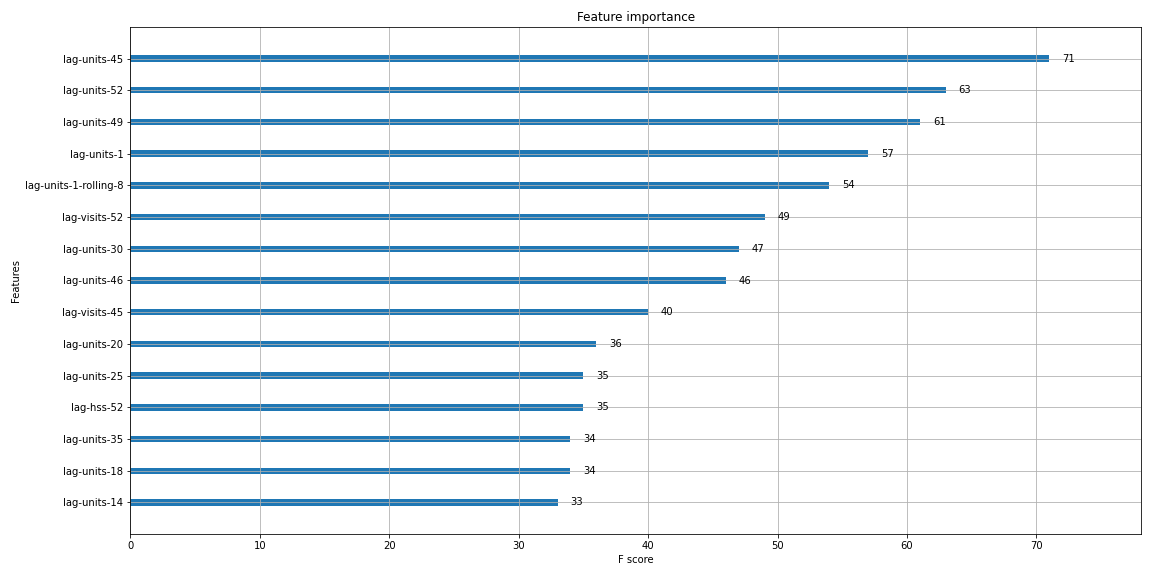 Feature importance
lag-units-45 71
lag-units-52 63
lag-units-49 61
lag-units-1 57
lag-units-1-rolling-8 54
lag-visits-52 49
lag-units-30 47
lag-units-46 46
lag-visits-45 40
lag-units-20 36
lag-units-25 35
lag-hss-52 35
lag-units-35 34
lag-units-18 34
lag-units-14 33
Features
0 10 20 30 40 50 60 70
F score